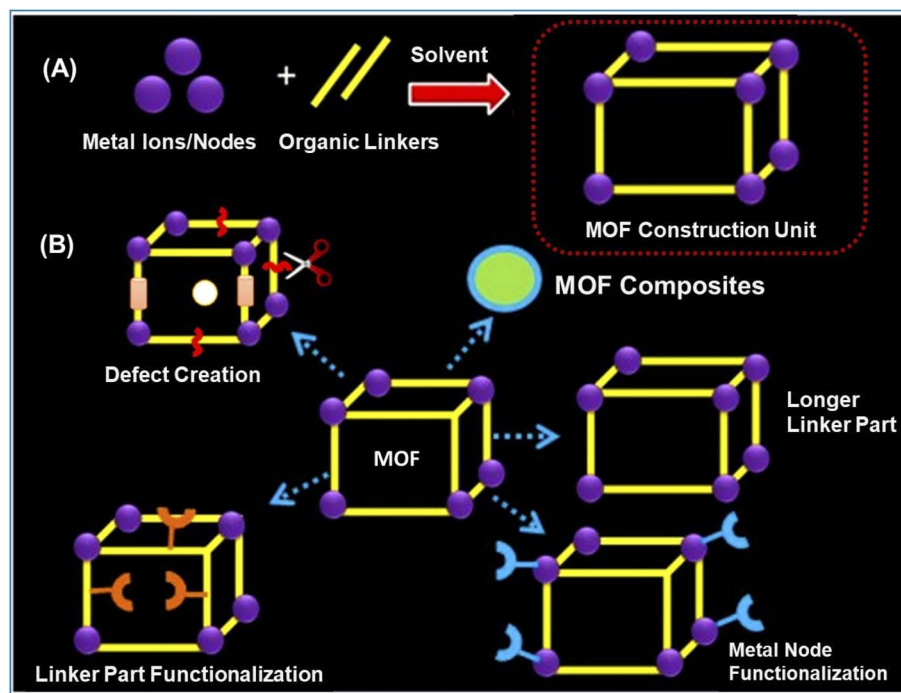 (A)
+
Solvent
Metal Ions/Nodes
Organic Linkers
MOF Construction Unit
(B)
MOF Composites
Defect Creation
MOF
Longer
Linker Part
Linker Part Functionalization
Metal Node
Functionalization